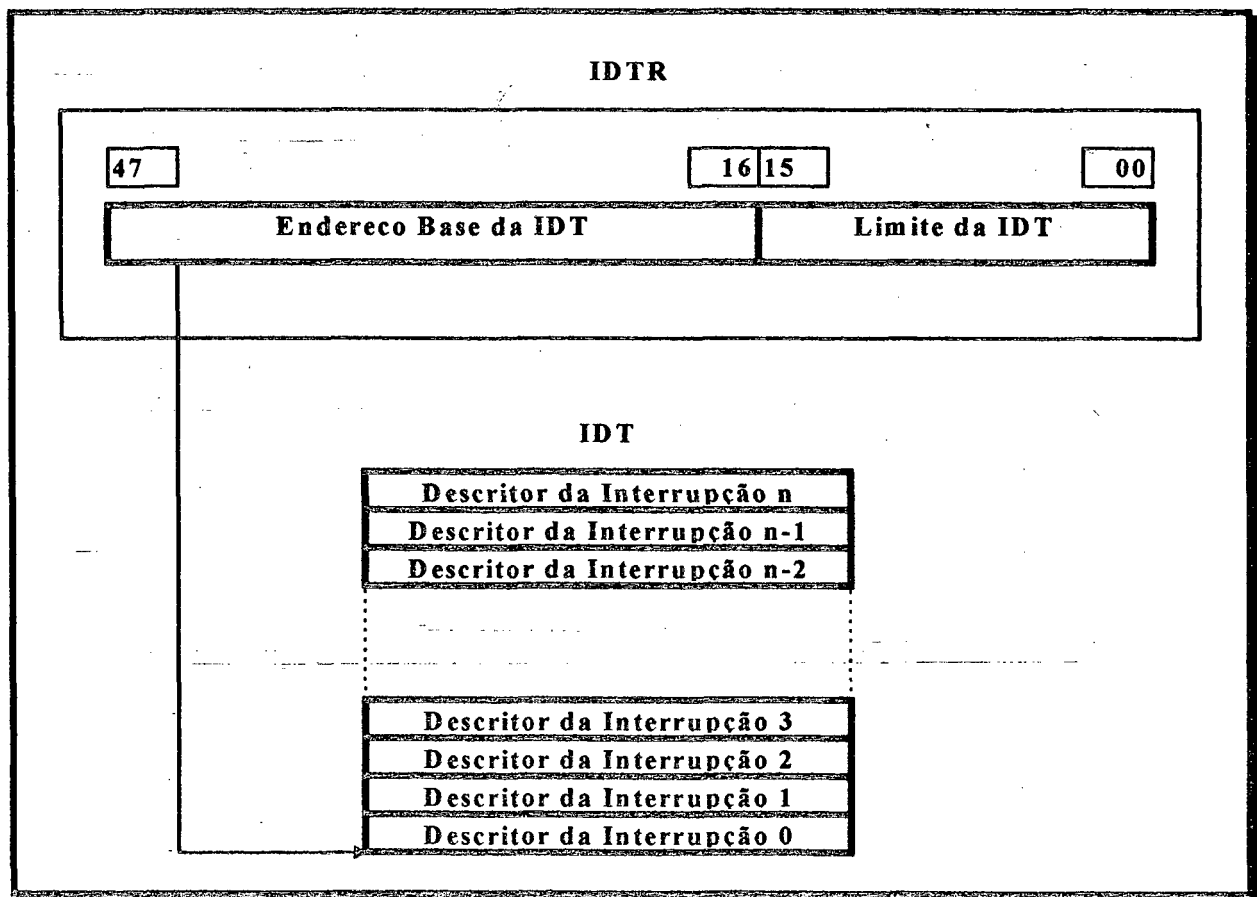 IDTR
47 16 15 00
Endereco Base da IDT Limite da IDT
IDT
Descritor da Interrupção n
Descritor da Interrupção n-1
Descritor da Interrupção n-2
Descritor da Interrupção 3
Descritor da Interrupção 2
Descritor da Interrupção 1
Descritor da Interrupção 0